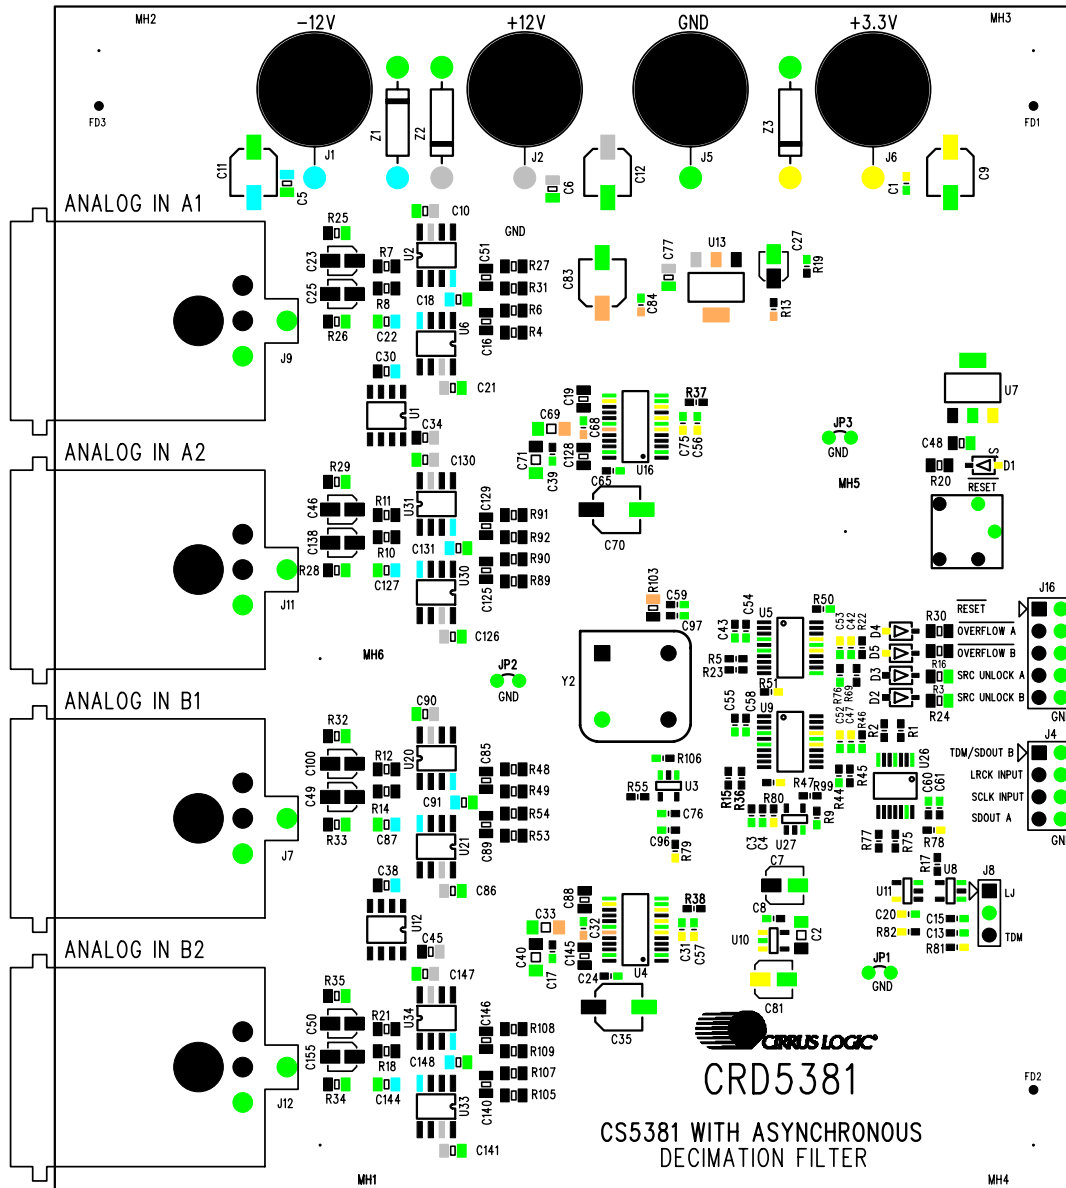 MH2 -12V +12V GND +3.3V MH3
FD3 Z1 Z2 Z3 FD1
C11 J1 C5 J2 C6 C12 J5 J6 C1 C9
ANALOG IN A1
R25 C10 GND
C23 R7 U2 C51 R27 C83 C77 U13 C27 R19
C25 R8 C18 R31 C84 R13
R26 C22 U6 C16 R6 R4
J9 C30 C21
U1 C34 C19 R37 U7
C69 C68 C75 C56 JP3 GND C48
ANALOG IN A2
C130 C71 C39 C128 U16 C65 R20 S D1
R29 C46 R11 U31 C129 R91 C70 MH5 RESET
C138 R10 C131 R92
R28 C127 U30 C125 R90 R89
J11 C126 R103 C59 C97 C43 C54 U5 R50 C53 C42 R22 D4 R30 RESET J16
OVERFLOW A
D5 OVERFLOW B
MH6 JP2 GND Y2 R5 R23 R51 R76 R69 D3 R16 SRC UNLOCK A
D2 R3 SRC UNLOCK B
R24 GN
ANALOG IN B1
C90 C55 C58 U9 C52 C47 R46 R2 R1 J4
R32 C100 R12 U20 C85 R48 R106 U26 TDM/SDOUT B
C49 R14 C91 R49 R55 U3 R15 R36 R47 R99 R44 R45 C60 C61 LRCK INPUT
R33 C87 U21 C89 R54 C76 R80 R9 SCLK INPUT
R53 C96 R79 C3 C4 U27 R77 R75 R78 SDOUT A
GN
J7 C38 C86 C7 R17 U8 J8
U12 C45 C88 R38 C8 U11 LJ
C33 C32 C31 C57 U10 C2 C20 C15
R82 C13 TDM
R81
ANALOG IN B2
C147 C40 C17 C145 C24 U4 JP1 GND
R35 C50 R21 U34 C146 R108 C35 C81
C155 R18 C148 R109
R34 C144 U33 C140 R107 R105
J12 C141
CIRRUS LOGIC®
CRD5381
FD2
CS5381 WITH ASYNCHRONOUS
DECIMATION FILTER
MH1 MH4